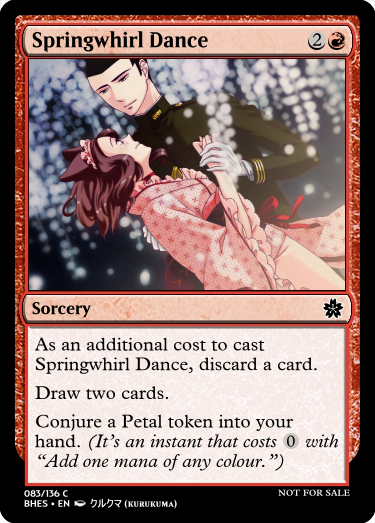 Springwhirl Dance 2
Sorcery
As an additional cost to cast
Springwhirl Dance, discard a card.
Draw two cards.
Conjure a Petal token into your
hand. (It's an instant that costs 0 with
“Add one mana of any colour.”)
083/136 C
NOT FOR SALE
BHES • EN クルクマ (KURUKUMA)